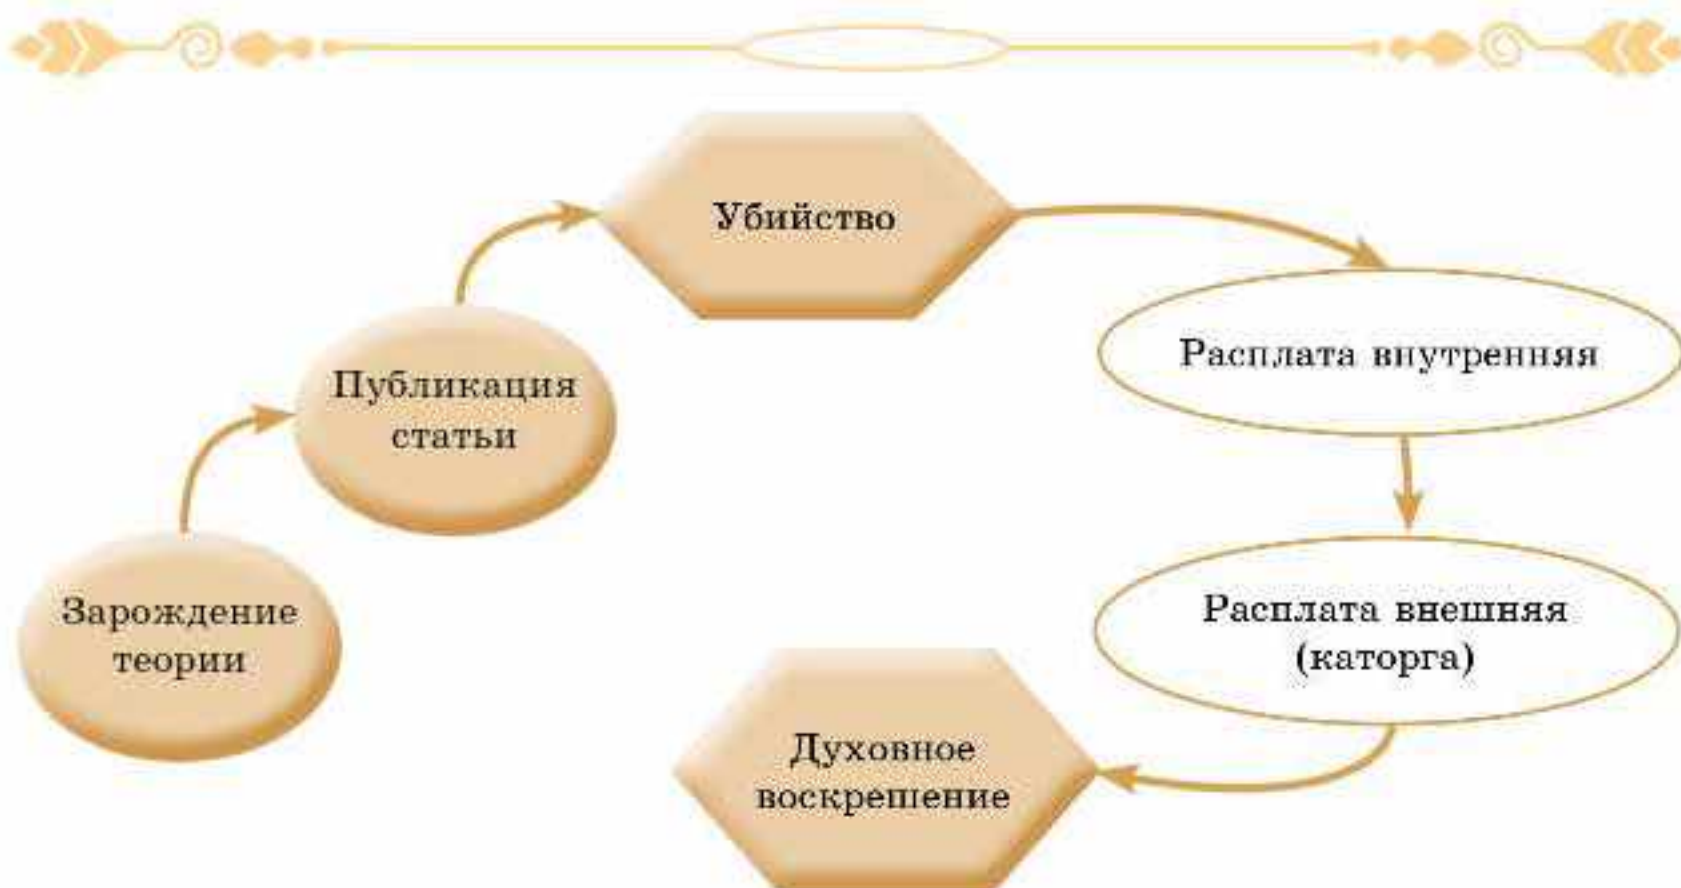 Убийство
Расплата внутренняя
Публикация
статьи
Зарождение
теории
Расплата внешняя
(каторга)
Духовное
воскрешение